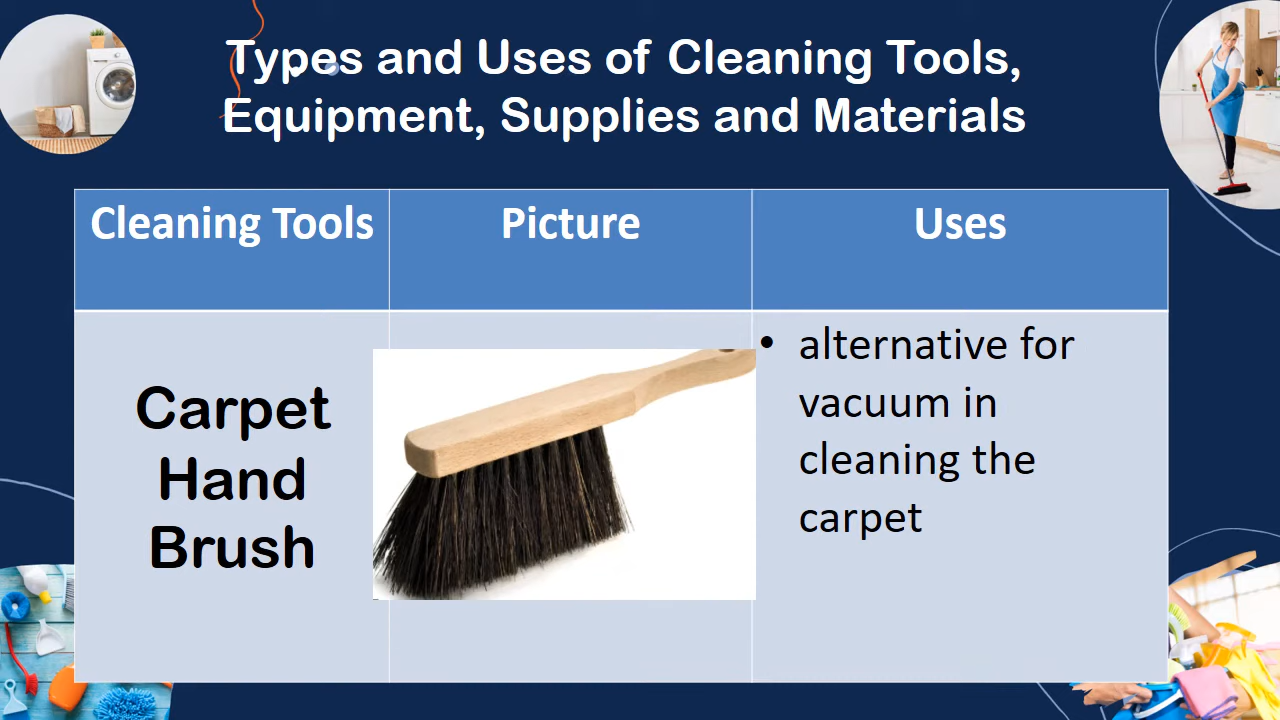 Types and Uses of Cleaning Tools,
Equipment, Supplies and Materials
Cleaning Tools
Picture
Uses
Carpet
Hand
Brush
• alternative for
vacuum in
cleaning the
carpet